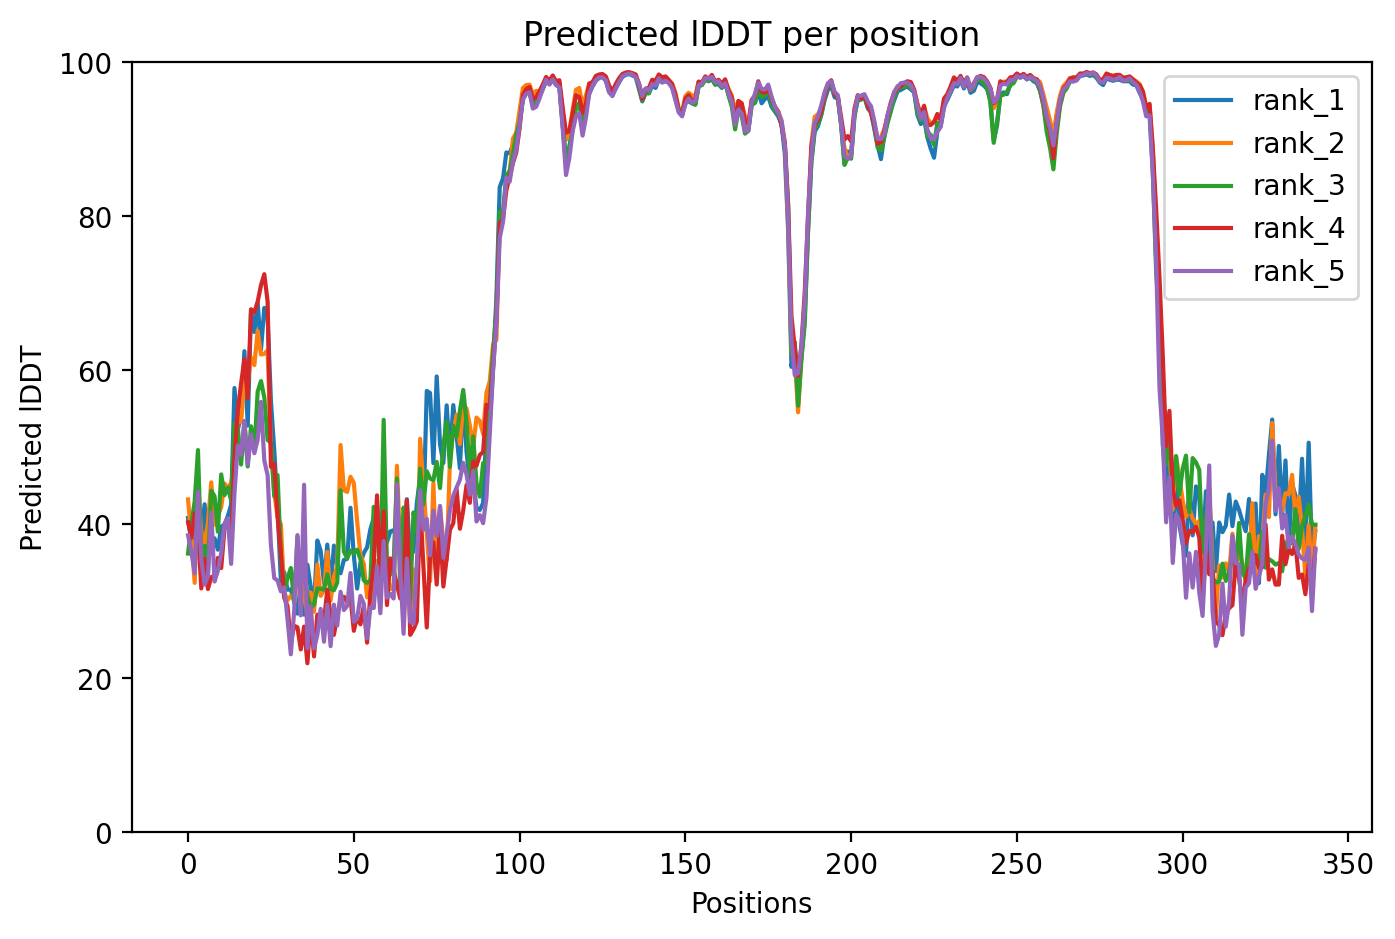 Predicted lDDT per position
100
80
60
40
20
0
Predicted lDDT
0 50 100 150 200 250 300 350
Positions
rank_1
rank_2
rank_3
rank_4
rank_5